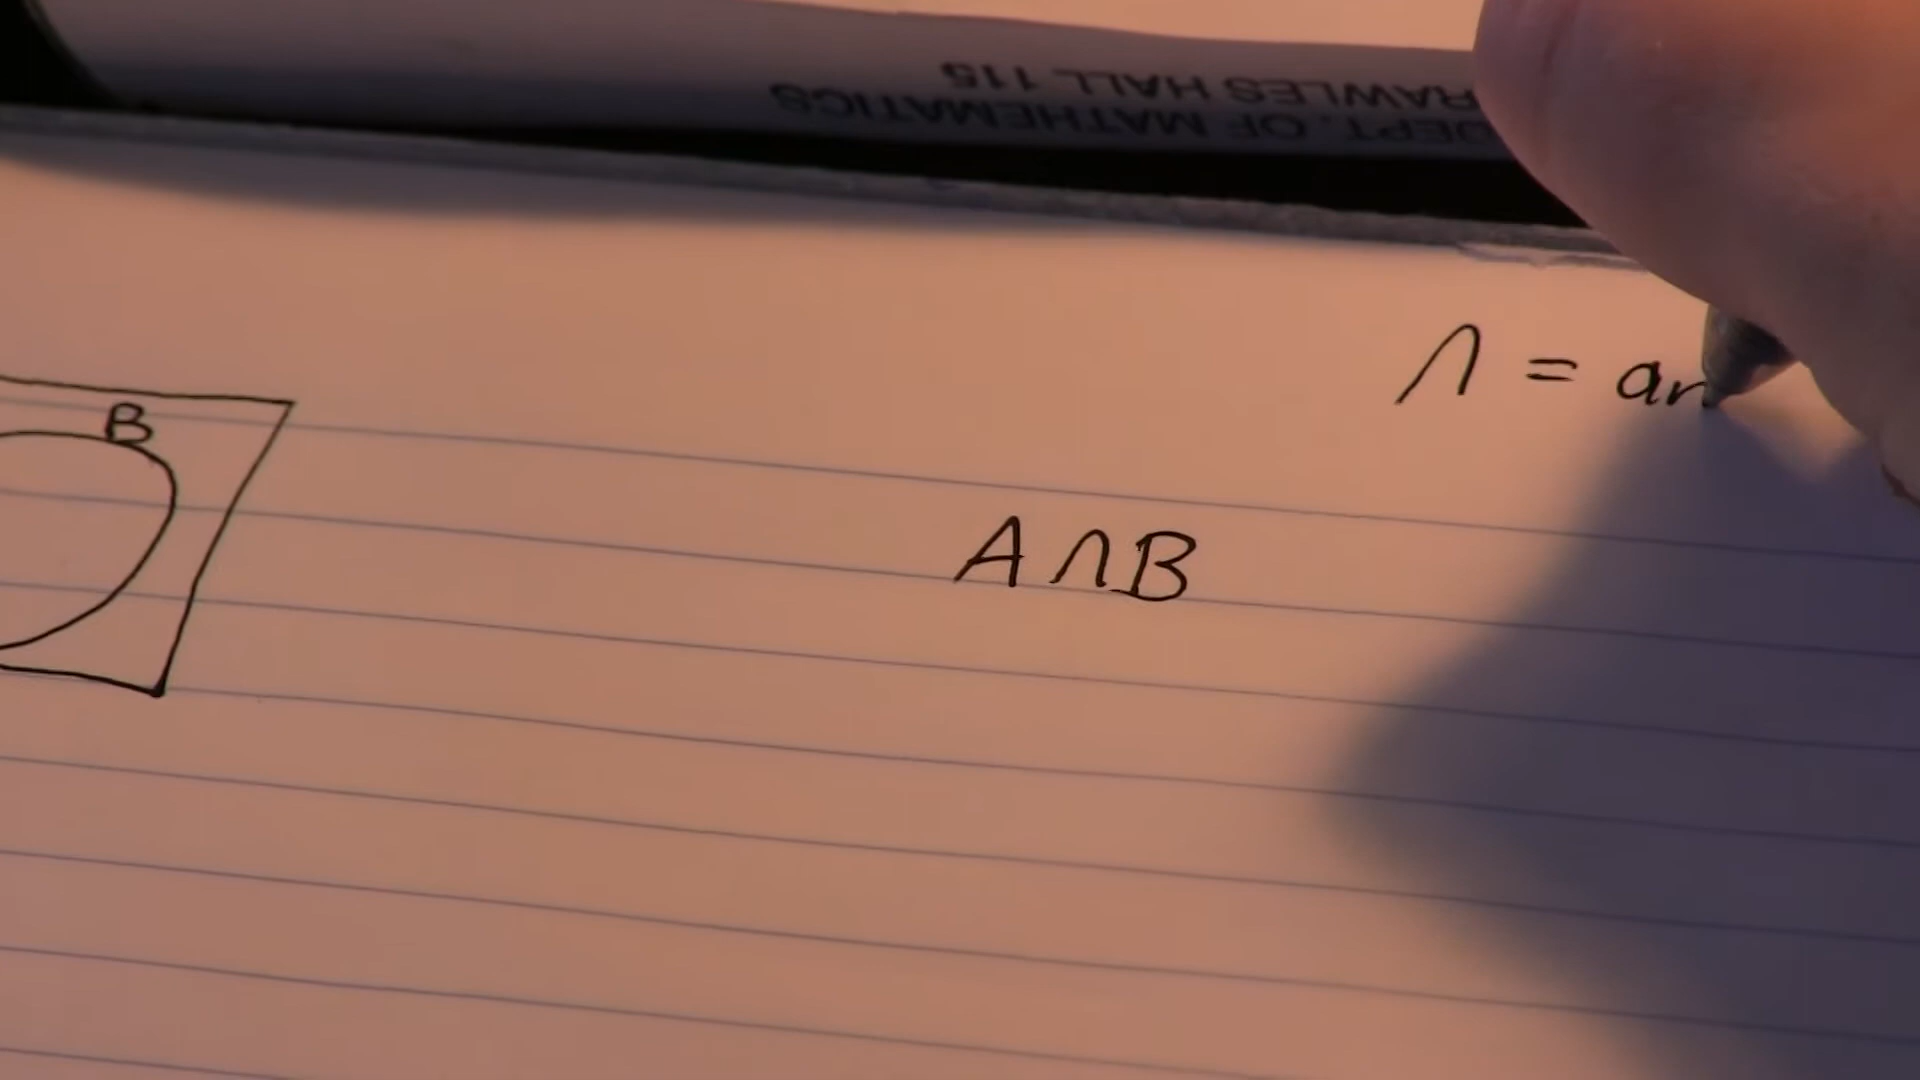 DEPT. OF MATHEMATICS
RAWLES HALL 115
∩ = an
B
A∩B